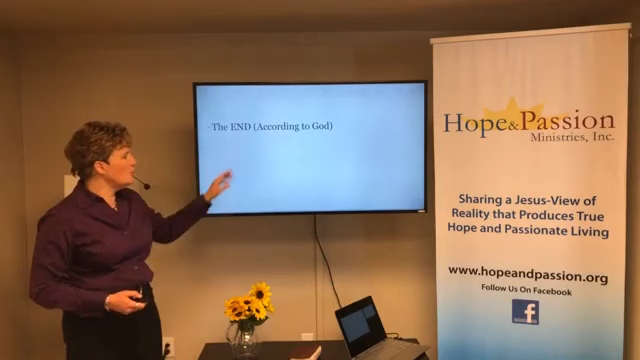 · The END (According to God)
Hope&Passion
Ministries, Inc.
Sharing a Jesus-View of
Reality that Produces True
Hope and Passionate Living
www.hopeandpassion.org
Follow Us On Facebook
f